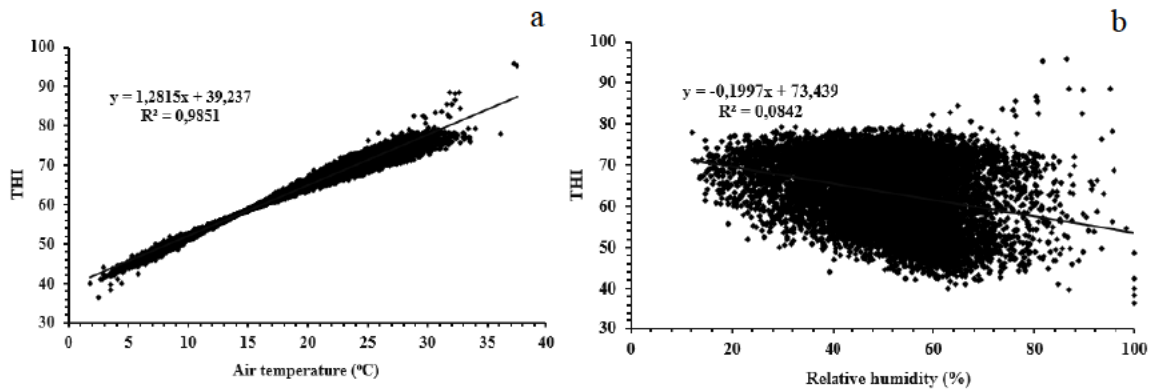 a
100
90
80
70
60
50
40
30
THI
y = 1,2815x + 39,237
R² = 0,9851
0 5 10 15 20 25 30 35 40
Air temperature (ºC)
b
100
90
80
70
60
50
40
30
THI
y = -0,1997x + 73,439
R² = 0,0842
0 20 40 60 80 100
Relative humidity (%)